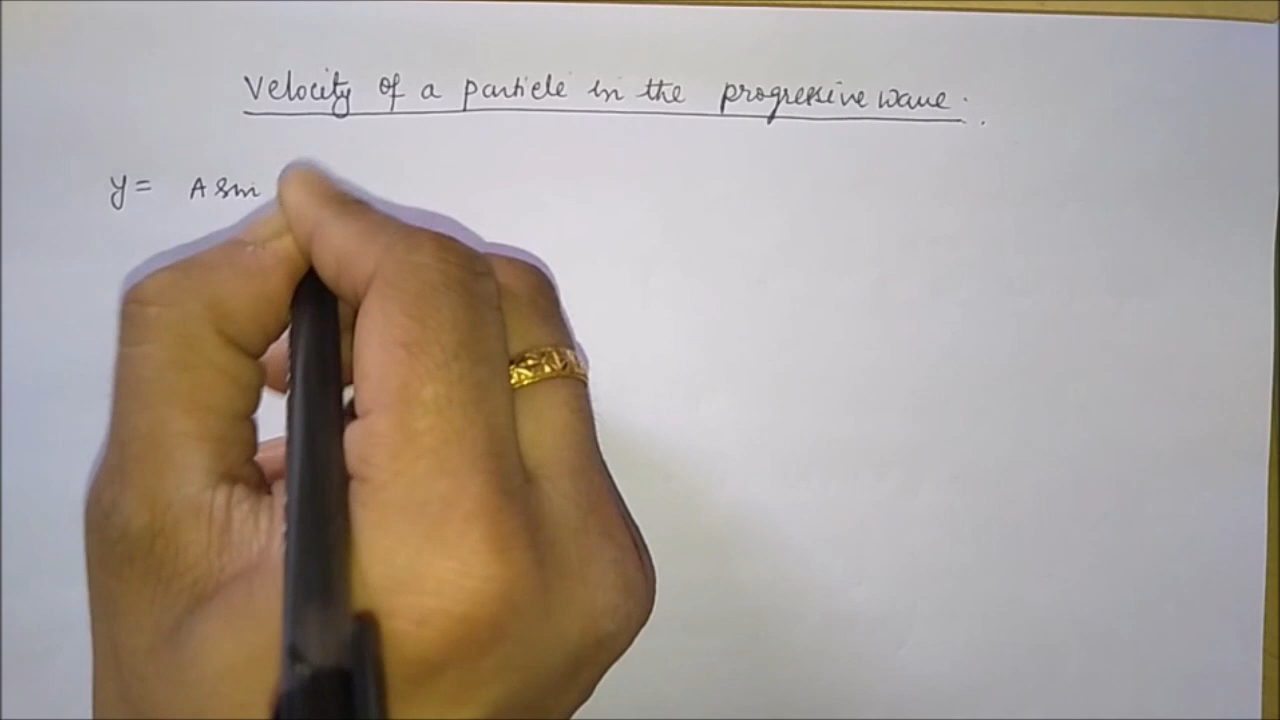 Velocity of a particle in the progressive wave.
y = A sin